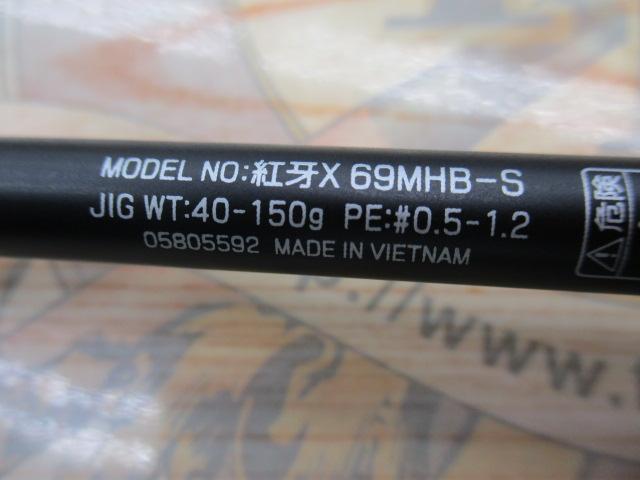 MODEL NO:紅牙X 69MHB-S
JIG WT:40-150g PE:#0.5-1.2
05805592 MADE IN VIETNAM
⚠危険
p://www.